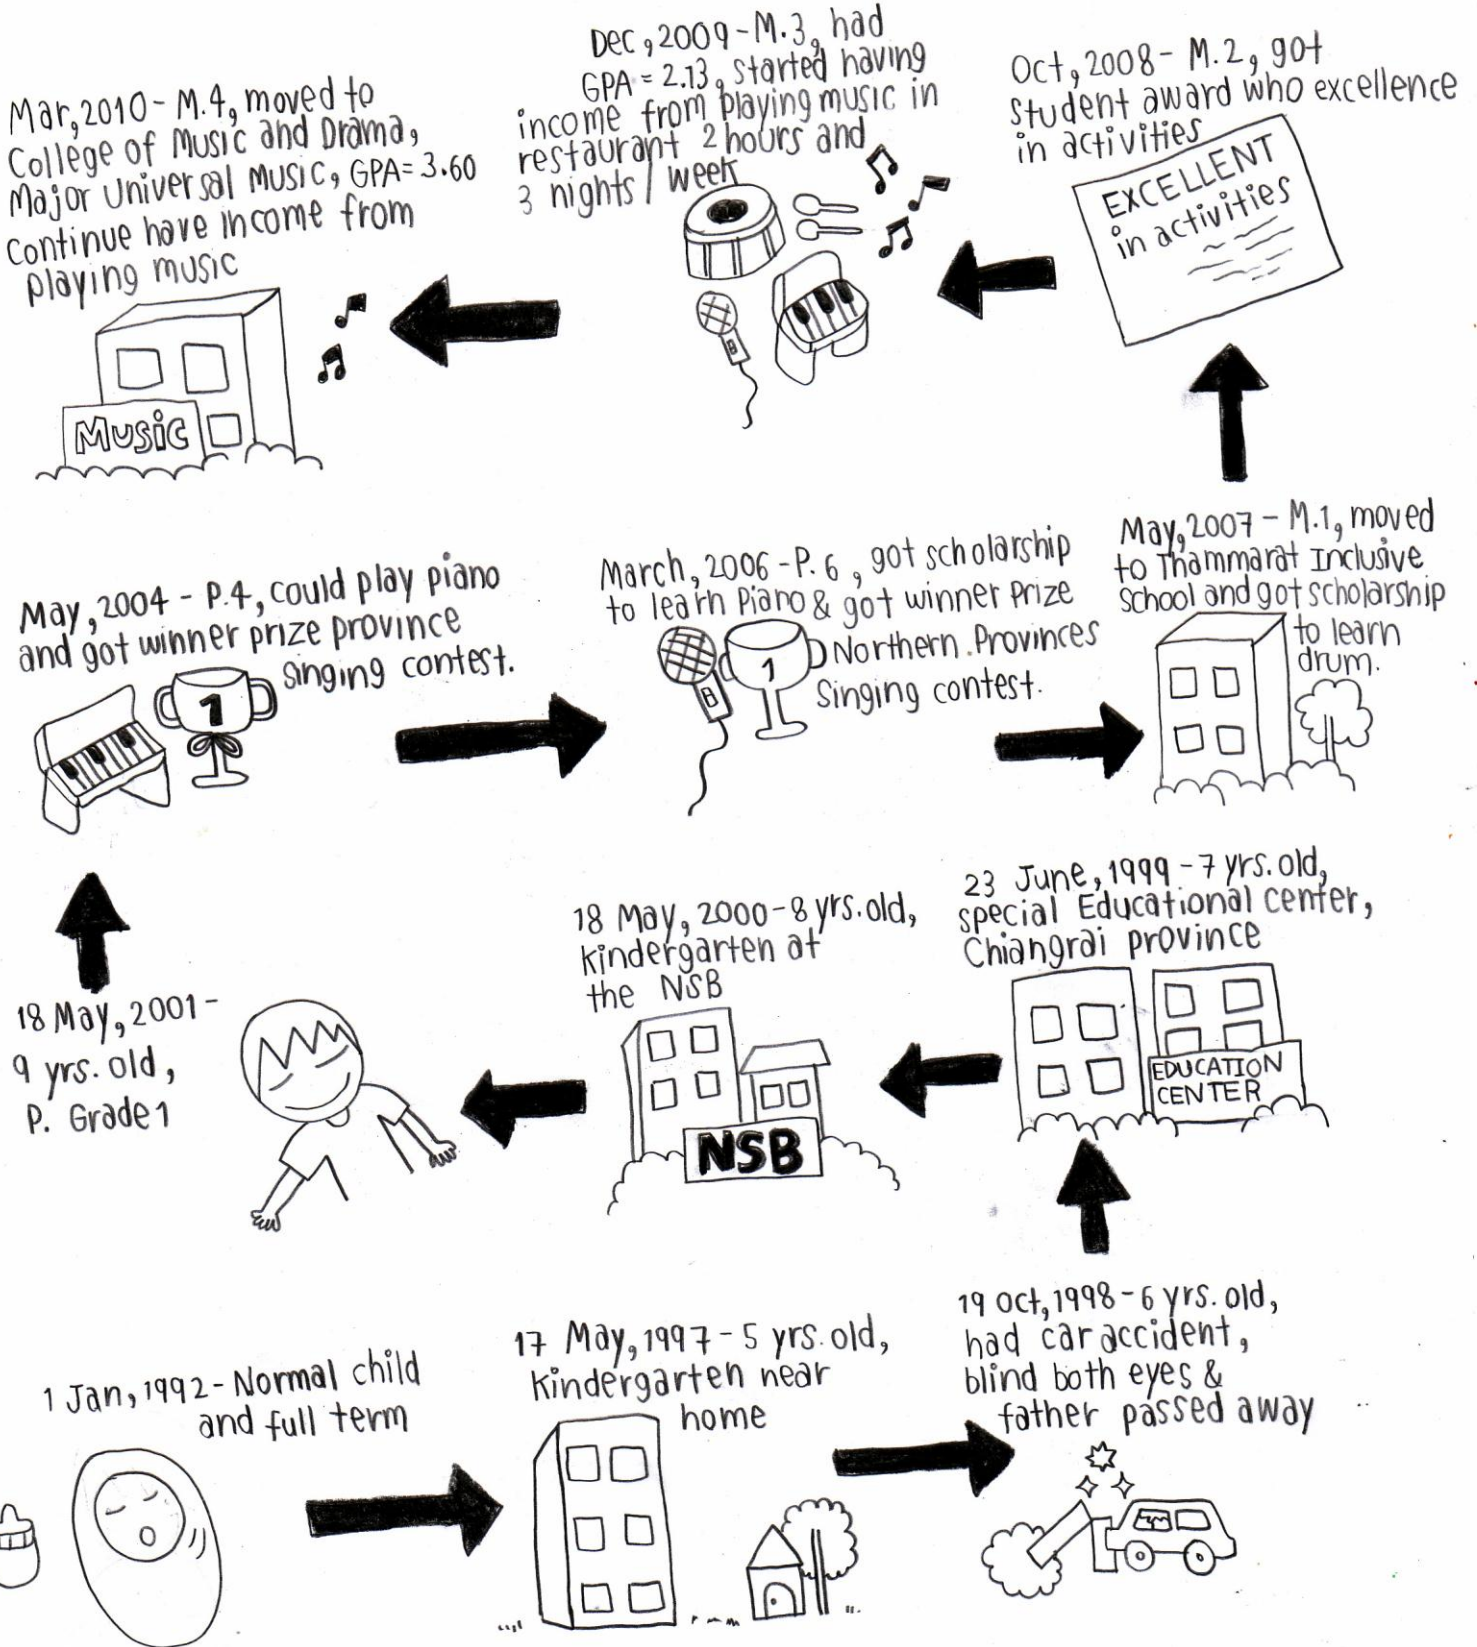 Mar, 2010 - M.4, moved to
College of Music and Drama,
Major Universal Music, GPA = 3.60
Continue have income from
playing music
Music
Dec, 2009 - M.3, had
GPA = 2.13, started having
income from playing music in
restaurant 2 hours and
3 nights / week
Oct, 2008 - M.2, got
student award who excellence
in activities
EXCELLENT
in activities
May, 2004 - P.4, could play piano
and got winner prize province
singing contest.
1
March, 2006 - P.6, got scholarship
to learn Piano & got winner Prize
Northern Provinces
Singing contest.
1
B
May, 2007 - M.1, moved
to Thammarat Inclusive
School and got scholarship
to learn
drum.
18 May, 2001 -
9 yrs. old,
P. Grade 1
18 May, 2000 - 8 yrs. old,
kindergarten at
the NSB
NSB
23 June, 1999 - 7 yrs. old,
special Educational center,
Chiangrai province
EDUCATION
CENTER
1 Jan, 1992 - Normal child
and full term
17 May, 1997 - 5 yrs. old,
kindergarten near
home
19 Oct, 1998 - 6 yrs. old,
had car accident,
blind both eyes &
father passed away